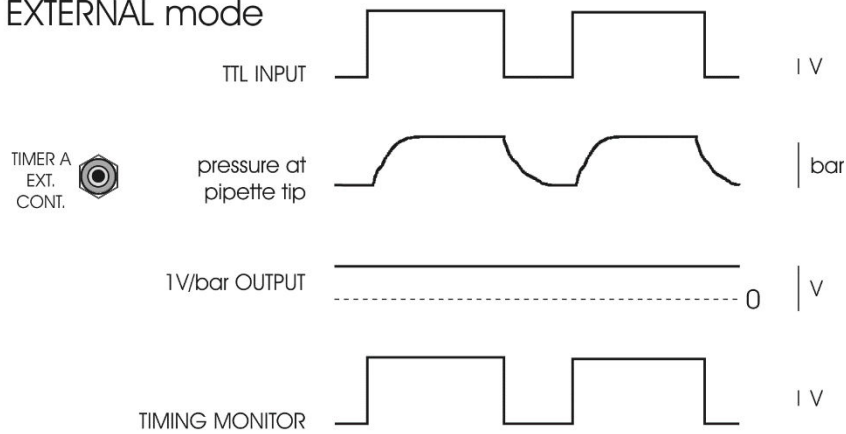 EXTERNAL mode
TTL INPUT
V
TIMER A
EXT.
CONT.
pressure at
pipette tip
bar
1V/bar OUTPUT
0
V
TIMING MONITOR
V